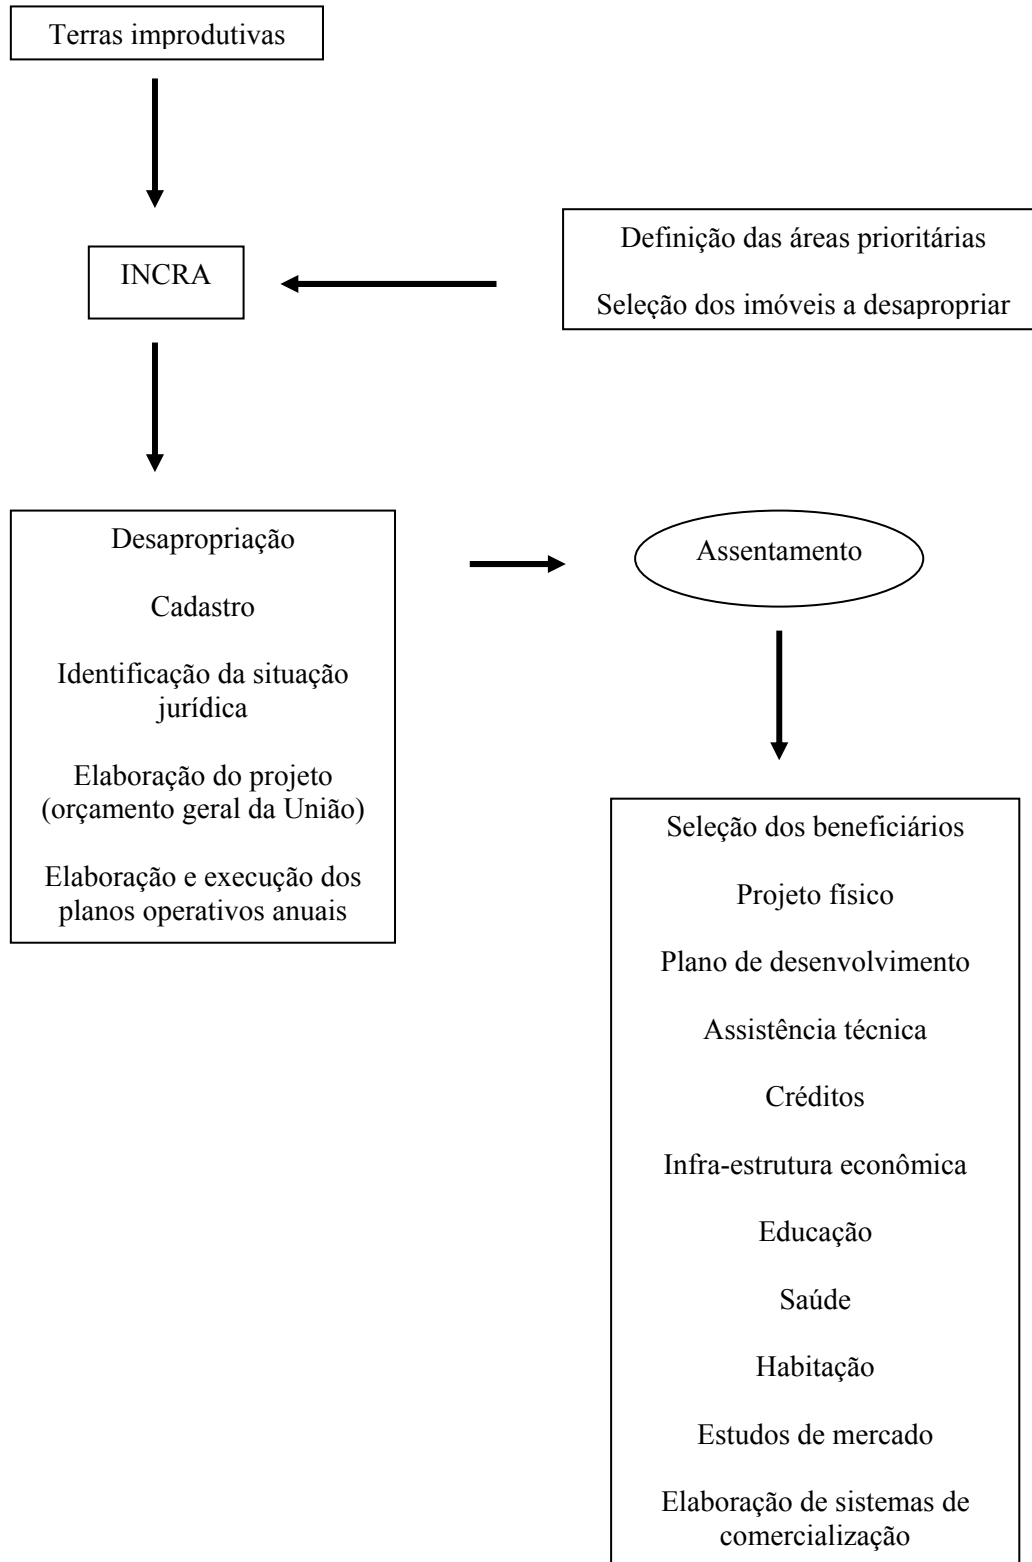 Terras improdutivas
INCRA
Definição das áreas prioritárias
Seleção dos imóveis a desapropriar
Desapropriação
Cadastro
Identificação da situação
jurídica
Elaboração do projeto
(orçamento geral da União)
Elaboração e execução dos
planos operativos anuais
Assentamento
Seleção dos beneficiários
Projeto físico
Plano de desenvolvimento
Assistência técnica
Créditos
Infra-estrutura econômica
Educação
Saúde
Habitação
Estudos de mercado
Elaboração de sistemas de
comercialização